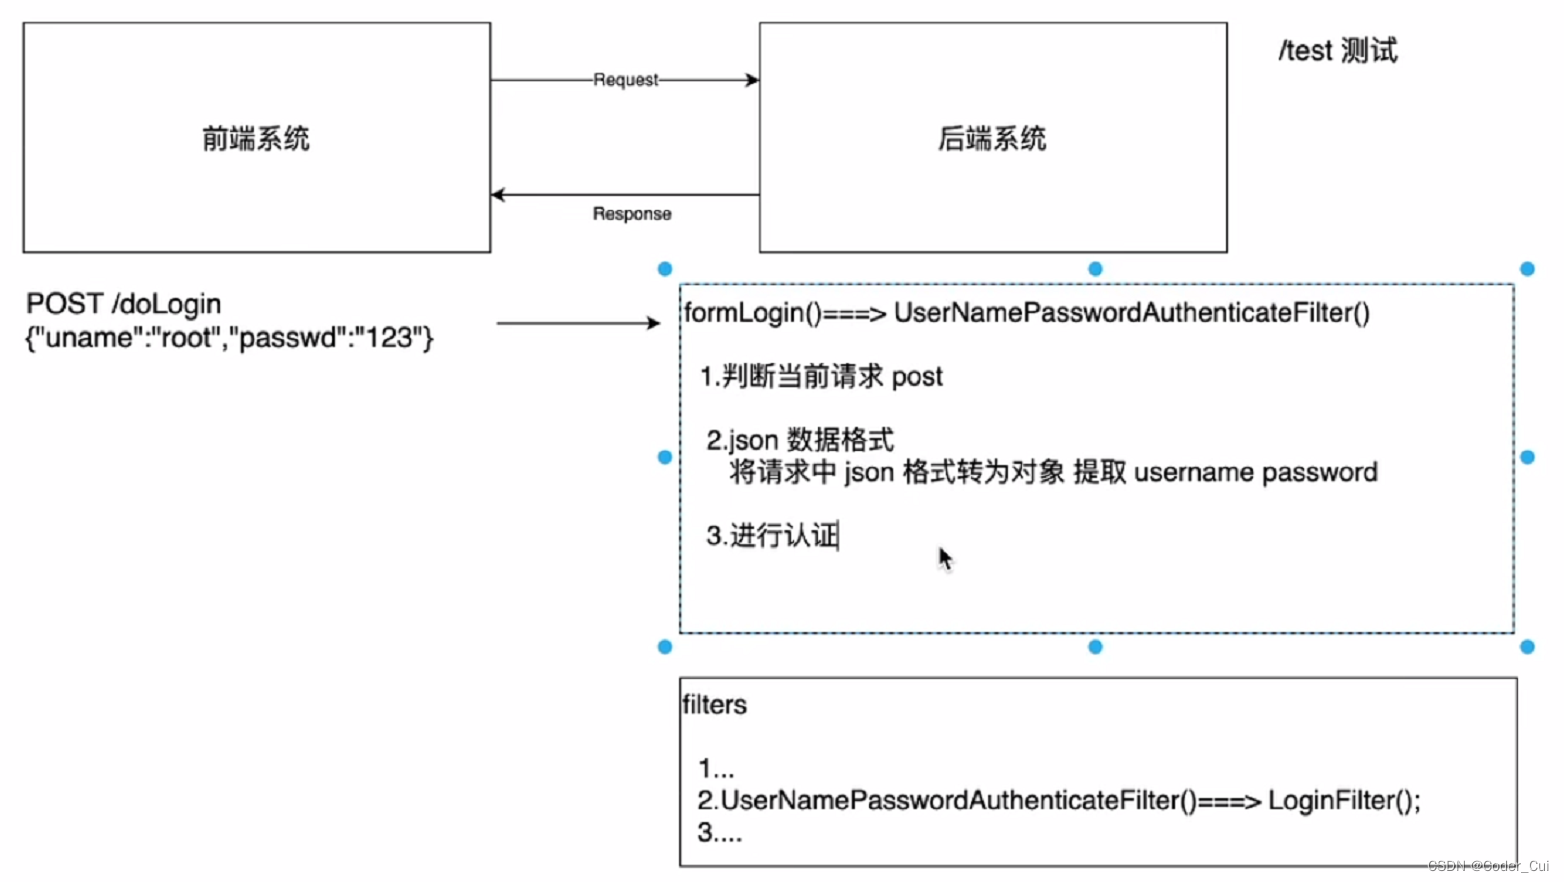 /test 测试
Request
前端系统
后端系统
Response
POST /doLogin
{"uname":"root","passwd":"123"}
formLogin()===> UserNamePasswordAuthenticateFilter()
1.判断当前请求 post
2.json 数据格式
将请求中 json 格式转为对象 提取 username password
3.进行认证
filters
1...
2.UserNamePasswordAuthenticateFilter()===> LoginFilter();
3....
CSDN @Coder_Cui